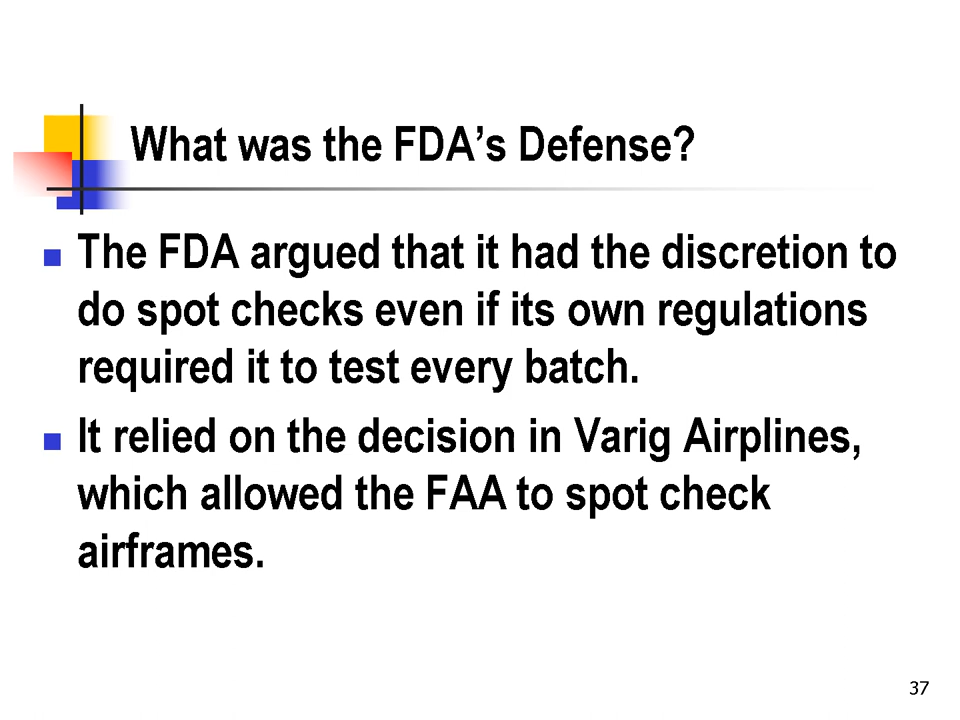 What was the FDA’s Defense?
The FDA argued that it had the discretion to
do spot checks even if its own regulations
required it to test every batch.
It relied on the decision in Varig Airplines,
which allowed the FAA to spot check
airframes.
37